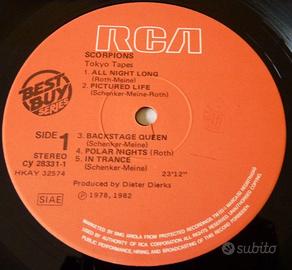 RCA
SCORPIONS
Tokyo Tapes
1. ALL NIGHT LONG
(Roth-Meine)
2. PICTURED LIFE
(Schenker-Meine-Roth)
BEST BUY SERIES
SIDE 1
STEREO
CY 28331-1
HKAY 32574
3. BACKSTAGE QUEEN
(Schenker-Meine)
4. POLAR NIGHTS (Roth)
5. IN TRANCE
(Schenker-Meine)
23'12"
Produced by Dieter Dierks
SIAE
℗ 1978, 1982
subito